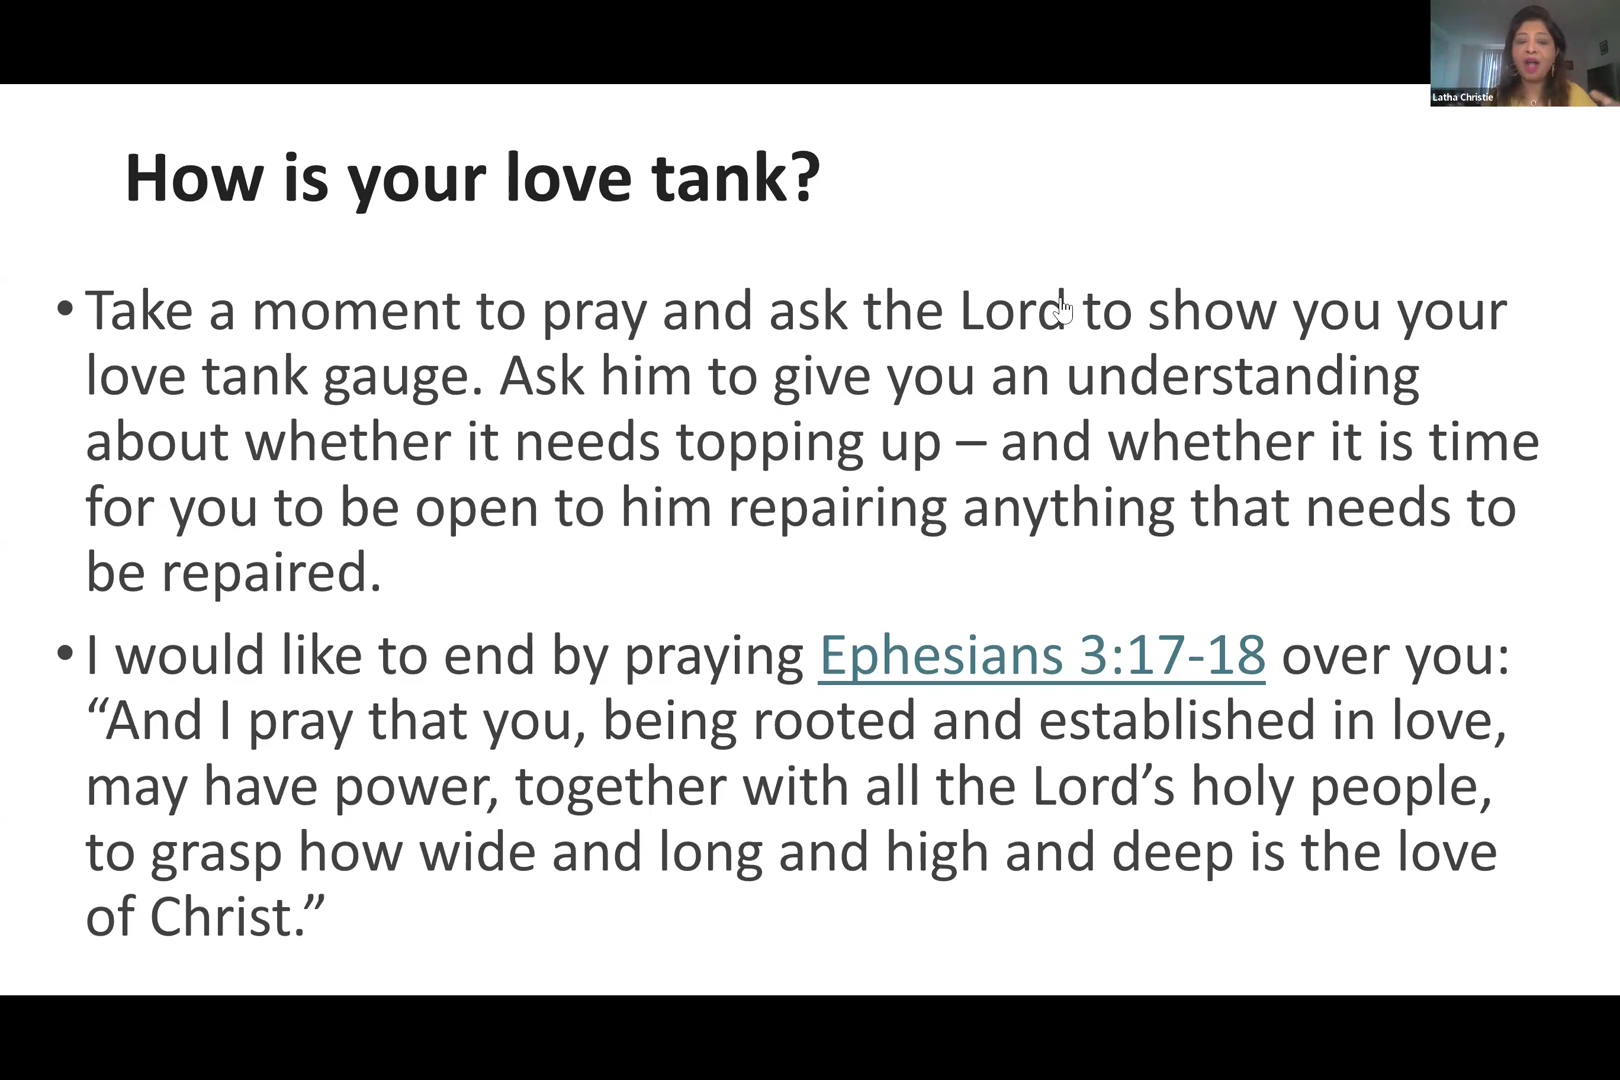 Latha Christie
How is your love tank?
• Take a moment to pray and ask the Lord to show you your
love tank gauge. Ask him to give you an understanding
about whether it needs topping up – and whether it is time
for you to be open to him repairing anything that needs to
be repaired.
• I would like to end by praying Ephesians 3:17-18 over you:
“And I pray that you, being rooted and established in love,
may have power, together with all the Lord’s holy people,
to grasp how wide and long and high and deep is the love
of Christ.”